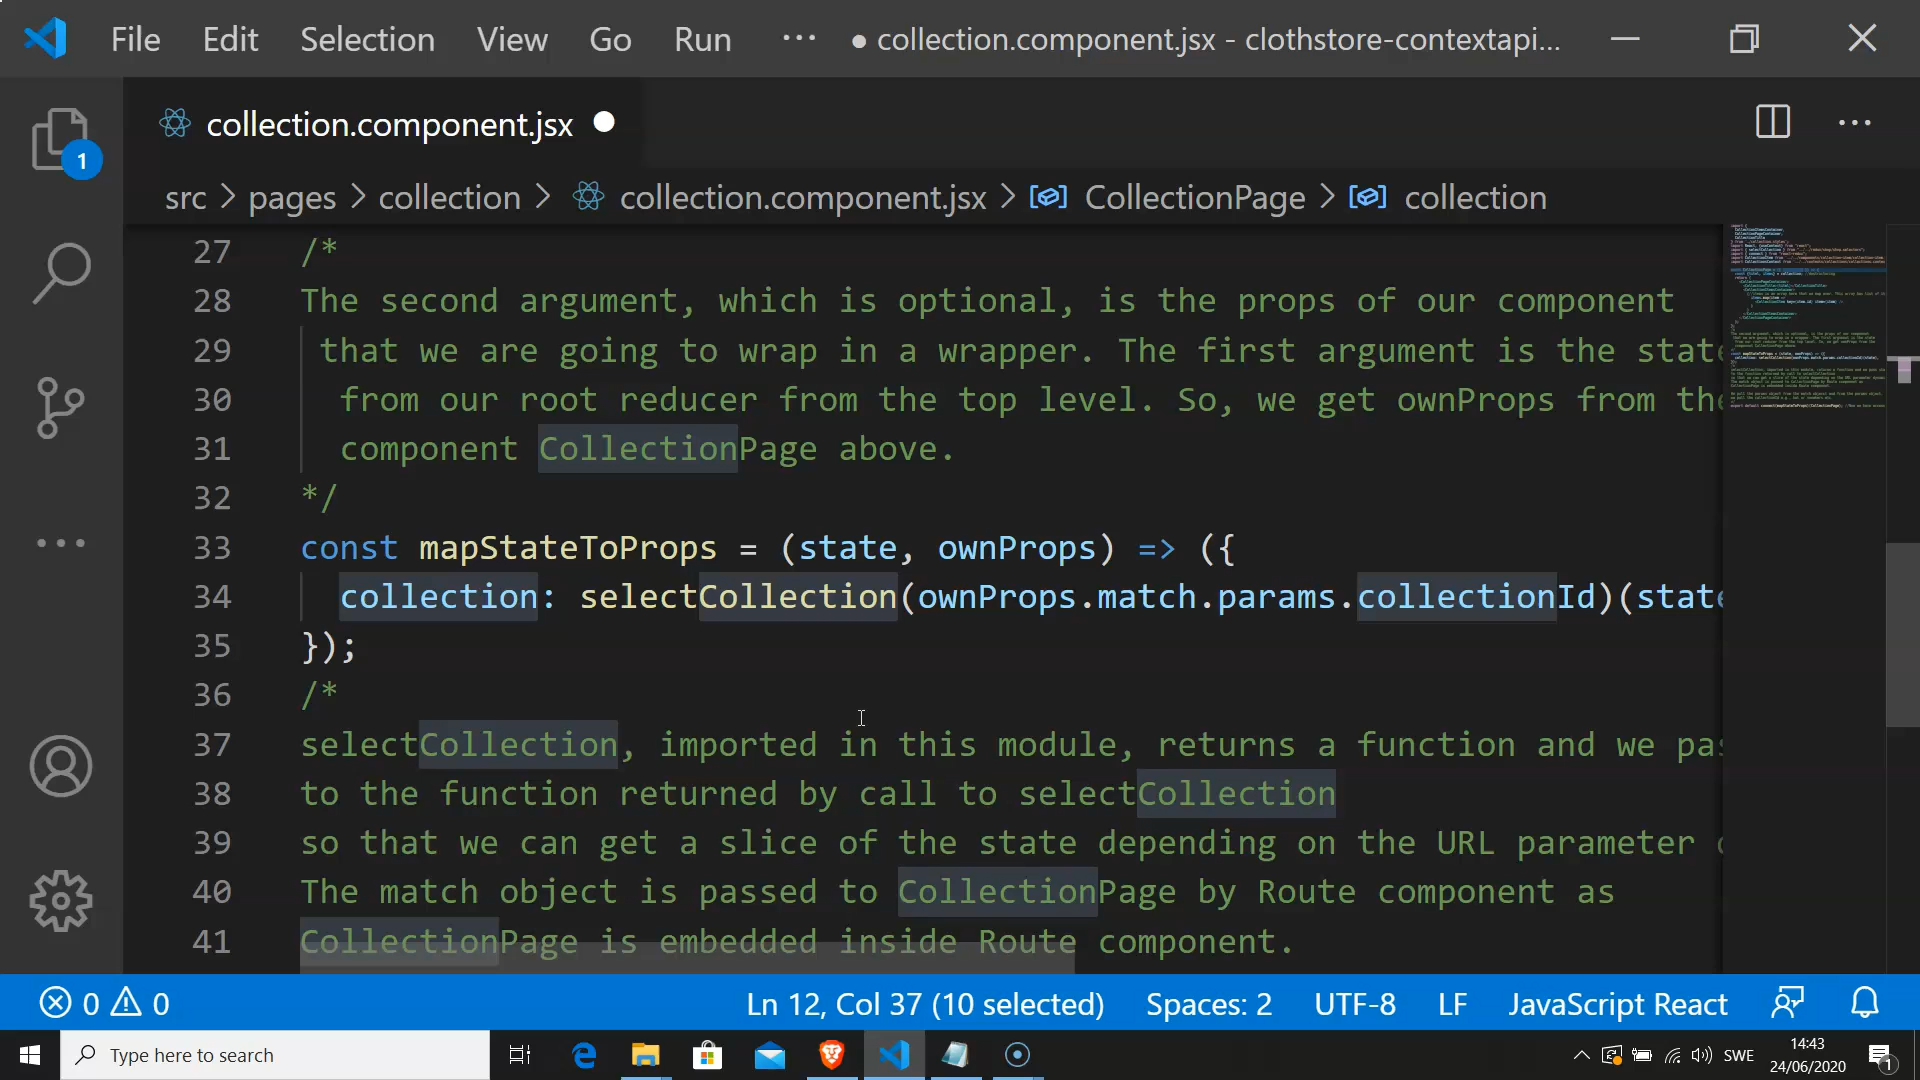 File Edit Selection View Go Run ··· ● collection.component.jsx - clothstore-contextapi...
collection.component.jsx ●
1
src > pages > collection > collection.component.jsx > CollectionPage > collection
27 /*
28 The second argument, which is optional, is the props of our component
29 that we are going to wrap in a wrapper. The first argument is the state
30 from our root reducer from the top level. So, we get ownProps from the
31 component CollectionPage above.
32 */
33 const mapStateToProps = (state, ownProps) => ({
34 collection: selectCollection(ownProps.match.params.collectionId)(state
35 });
36 /*
37 selectCollection, imported in this module, returns a function and we pas
38 to the function returned by call to selectCollection
39 so that we can get a slice of the state depending on the URL parameter
40 The match object is passed to CollectionPage by Route component as
41 CollectionPage is embedded inside Route component.
0 0 Ln 12, Col 37 (10 selected) Spaces: 2 UTF-8 LF JavaScript React
Type here to search
SWE
14:43
24/06/2020
1